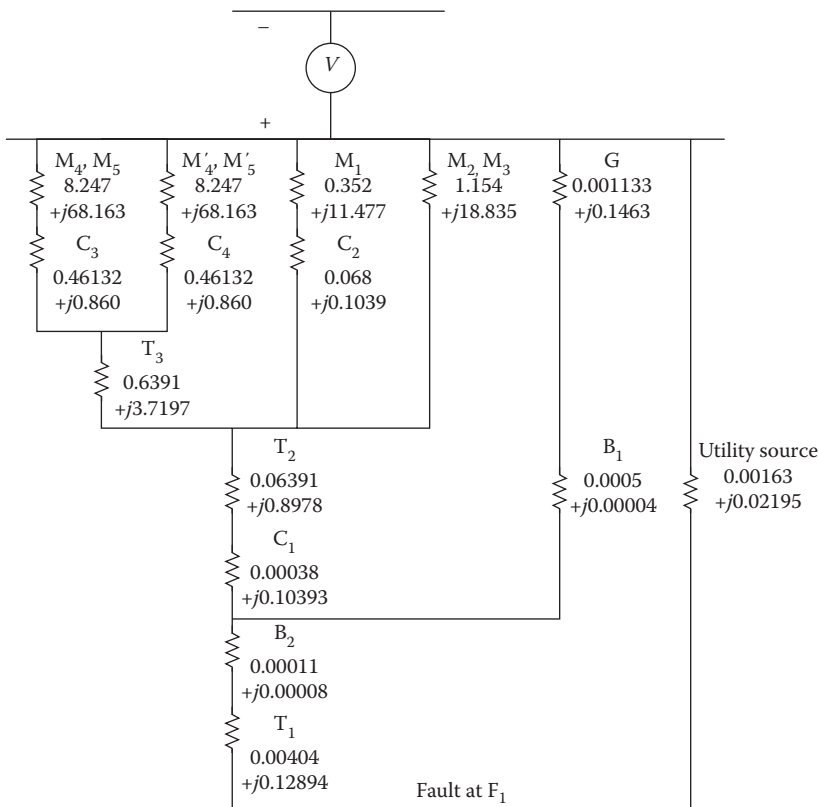 −
V
+
M₄, M₅
8.247
+j68.163
M′₄, M′₅
8.247
+j68.163
M₁
0.352
+j11.477
M₂, M₃
1.154
+j18.835
G
0.001133
+j0.1463
C₃
0.46132
+j0.860
C₄
0.46132
+j0.860
C₂
0.068
+j0.1039
T₃
0.6391
+j3.7197
T₂
0.06391
+j0.8978
B₁
0.0005
+j0.00004
Utility source
0.00163
+j0.02195
C₁
0.00038
+j0.10393
B₂
0.00011
+j0.00008
T₁
0.00404
+j0.12894
Fault at F₁